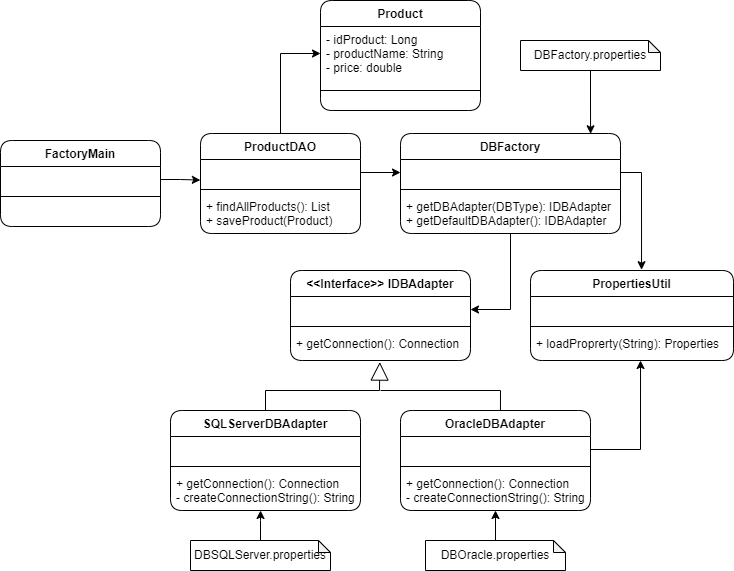 Product
- idProduct: Long
- productName: String
- price: double
DBFactory.properties
FactoryMain
ProductDAO
+ findAllProducts(): List
+ saveProduct(Product)
DBFactory
+ getDBAdapter(DBType): IDBAdapter
+ getDefaultDBAdapter(): IDBAdapter
<<Interface>> IDBAdapter
+ getConnection(): Connection
PropertiesUtil
+ loadProprerty(String): Properties
SQLServerDBAdapter
+ getConnection(): Connection
- createConnectionString(): String
OracleDBAdapter
+ getConnection(): Connection
- createConnectionString(): String
DBSQLServer.properties
DBOracle.properties